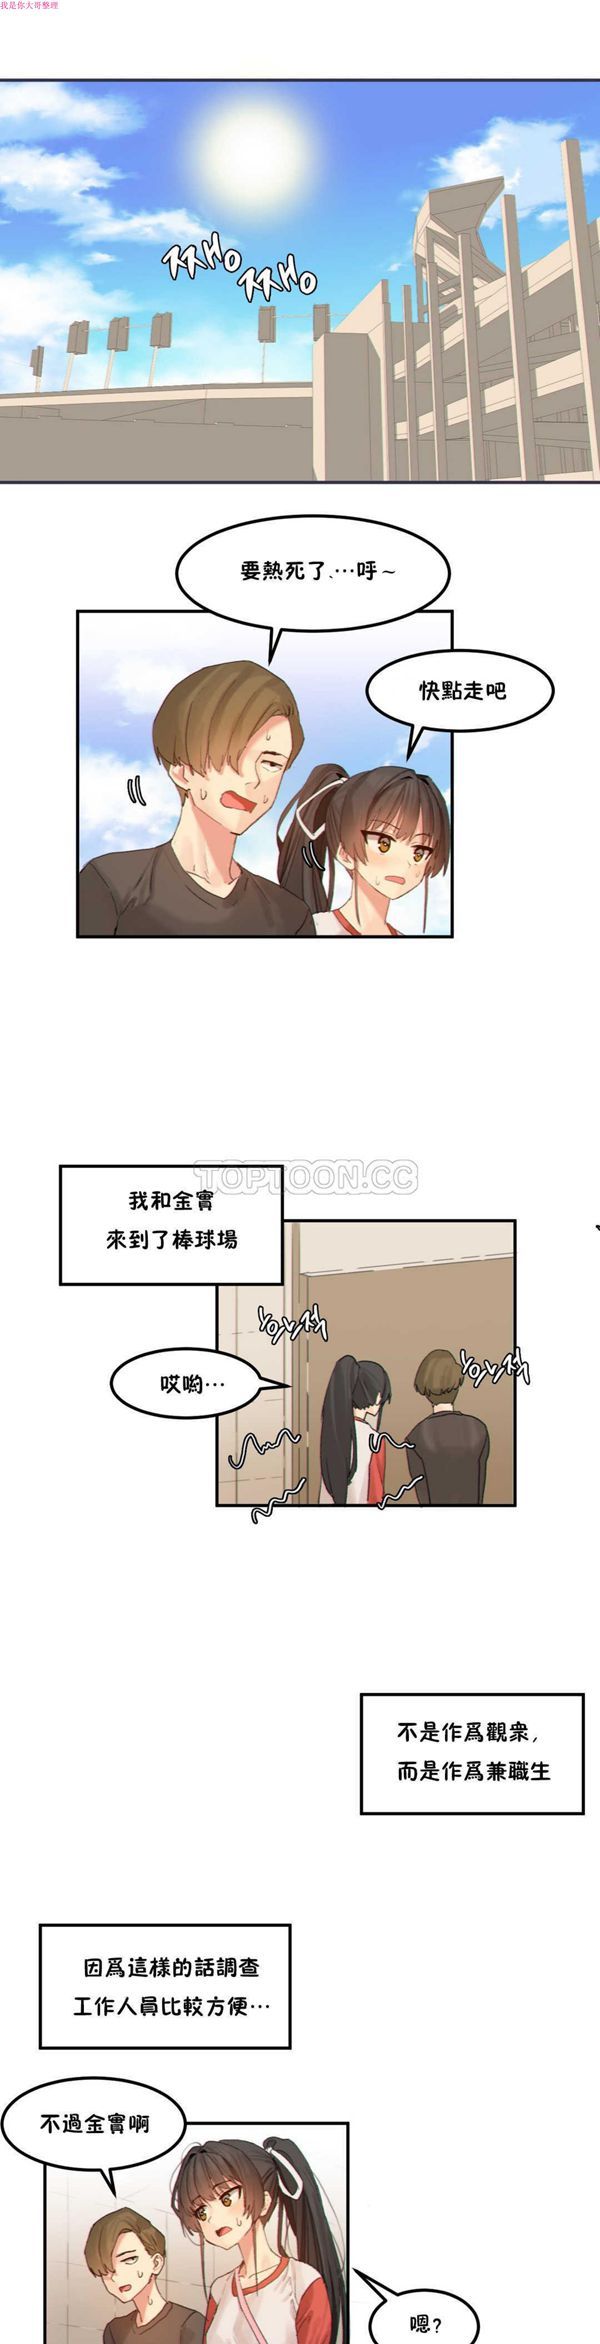 我是你大哥整理
쨍
쨍
要熱死了、…呼~
快點走吧
TOPTOON.CC
我和金實
來到了棒球場
哎喲…
不是作爲觀衆,
而是作爲兼職生
因爲這樣的話調查
工作人員比較方便…
不過金實啊
嗯?